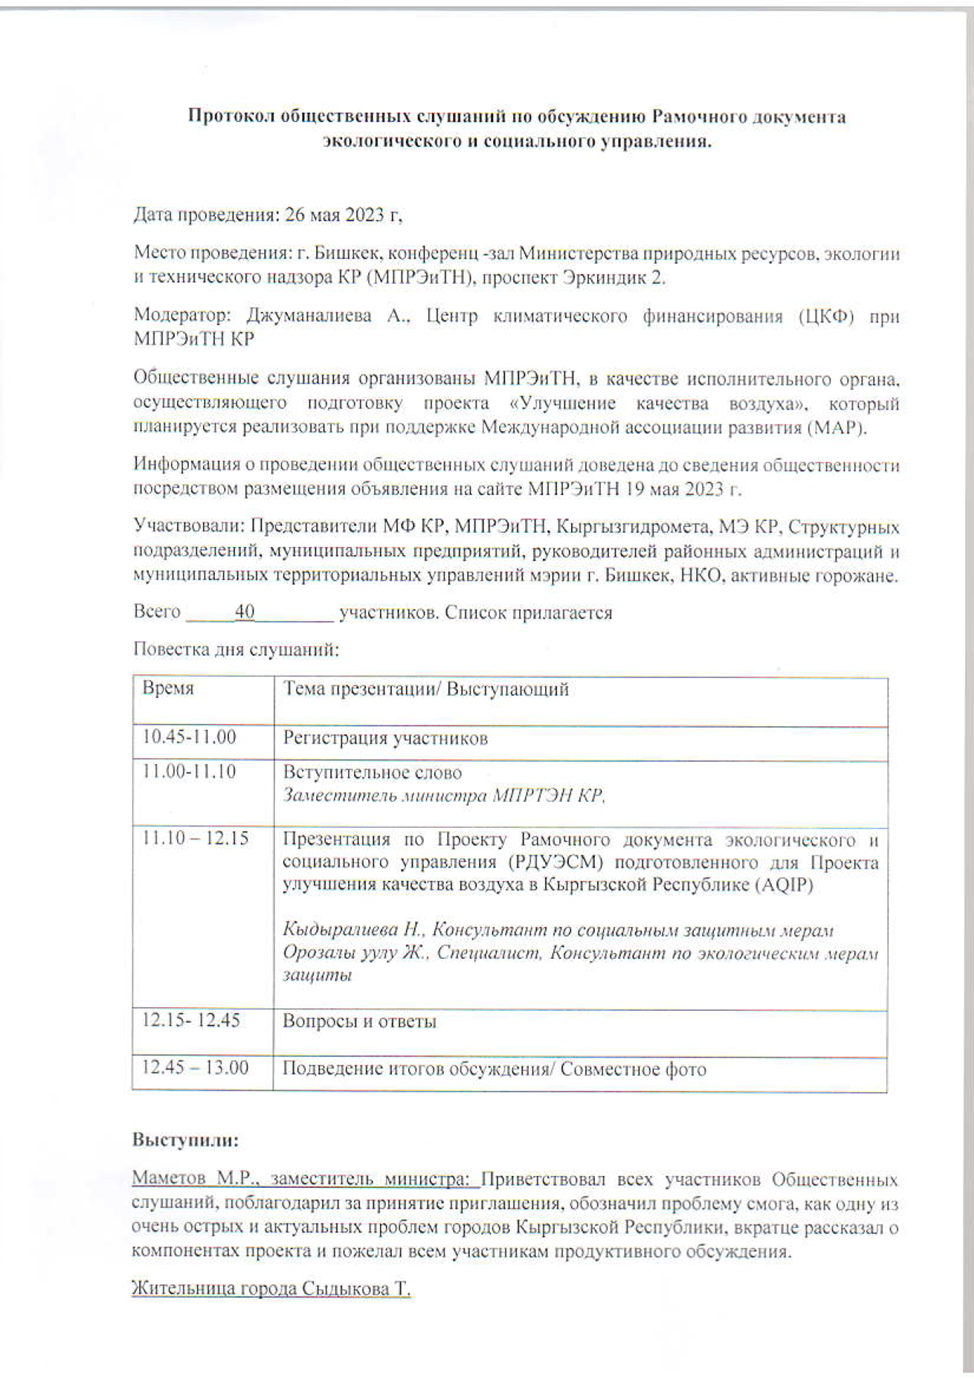 Протокол общественных слушаний по обсуждению Рамочного документа
экологического и социального управления.
Дата проведения: 26 мая 2023 г,
Место проведения: г. Бишкек, конференц -зал Министерства природных ресурсов, экологии
и технического надзора КР (МПРЭиТН), проспект Эркиндик 2.
Модератор: Джуманалиева А., Центр климатического финансирования (ЦКФ) при
МПРЭиТН КР
Общественные слушания организованы МПРЭиТН, в качестве исполнительного органа,
осуществляющего подготовку проекта «Улучшение качества воздуха», который
планируется реализовать при поддержке Международной ассоциации развития (МАР).
Информация о проведении общественных слушаний доведена до сведения общественности
посредством размещения объявления на сайте МПРЭиТН 19 мая 2023 г.
Участвовали: Представители МФ КР, МПРЭиТН, Кыргызгидромета, МЭ КР, Структурных
подразделений, муниципальных предприятий, руководителей районных администраций и
муниципальных территориальных управлений мэрии г. Бишкек, НКО, активные горожане.
Всего _____40________ участников. Список прилагается
Повестка дня слушаний:
Время Тема презентации/ Выступающий
10.45-11.00 Регистрация участников
11.00-11.10 Вступительное слово
Заместитель министра МПРТЭН КР,
11.10 – 12.15 Презентация по Проекту Рамочного документа экологического и
социального управления (РДУЭСМ) подготовленного для Проекта
улучшения качества воздуха в Кыргызской Республике (AQIP)
Кыдыралиева Н., Консультант по социальным защитным мерам
Орозалы уулу Ж., Специалист, Консультант по экологическим мерам
защиты
12.15- 12.45 Вопросы и ответы
12.45 – 13.00 Подведение итогов обсуждения/ Совместное фото
Выступили:
Маметов М.Р., заместитель министра: Приветствовал всех участников Общественных
слушаний, поблагодарил за принятие приглашения, обозначил проблему смога, как одну из
очень острых и актуальных проблем городов Кыргызской Республики, вкратце рассказал о
компонентах проекта и пожелал всем участникам продуктивного обсуждения.
Жительница города Сыдыкова Т.